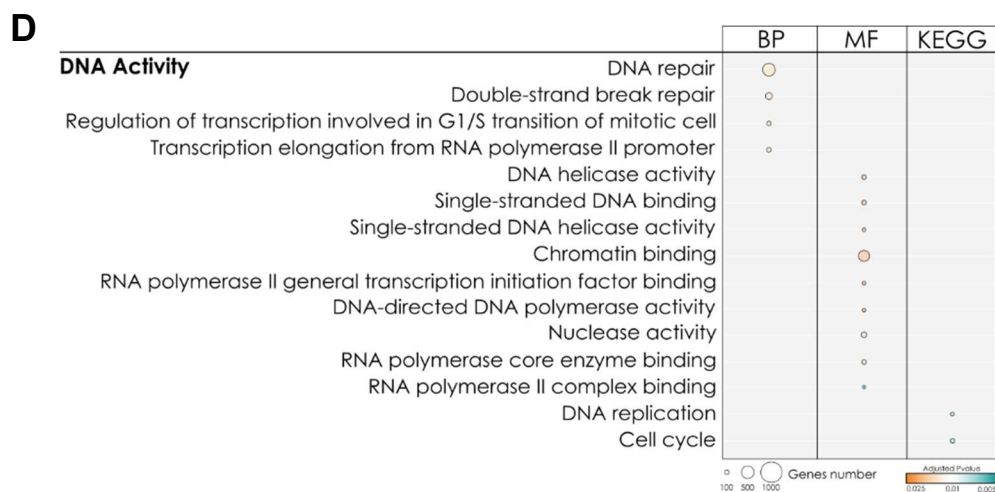 D
BP MF KEGG
DNA Activity DNA repair
Double-strand break repair
Regulation of transcription involved in G1/S transition of mitotic cell
Transcription elongation from RNA polymerase II promoter
DNA helicase activity
Single-stranded DNA binding
Single-stranded DNA helicase activity
Chromatin binding
RNA polymerase II general transcription initiation factor binding
DNA-directed DNA polymerase activity
Nuclease activity
RNA polymerase core enzyme binding
RNA polymerase II complex binding
DNA replication
Cell cycle
Genes number
100 500 1000
Adjusted Pvalue
0.025 0.01 0.005